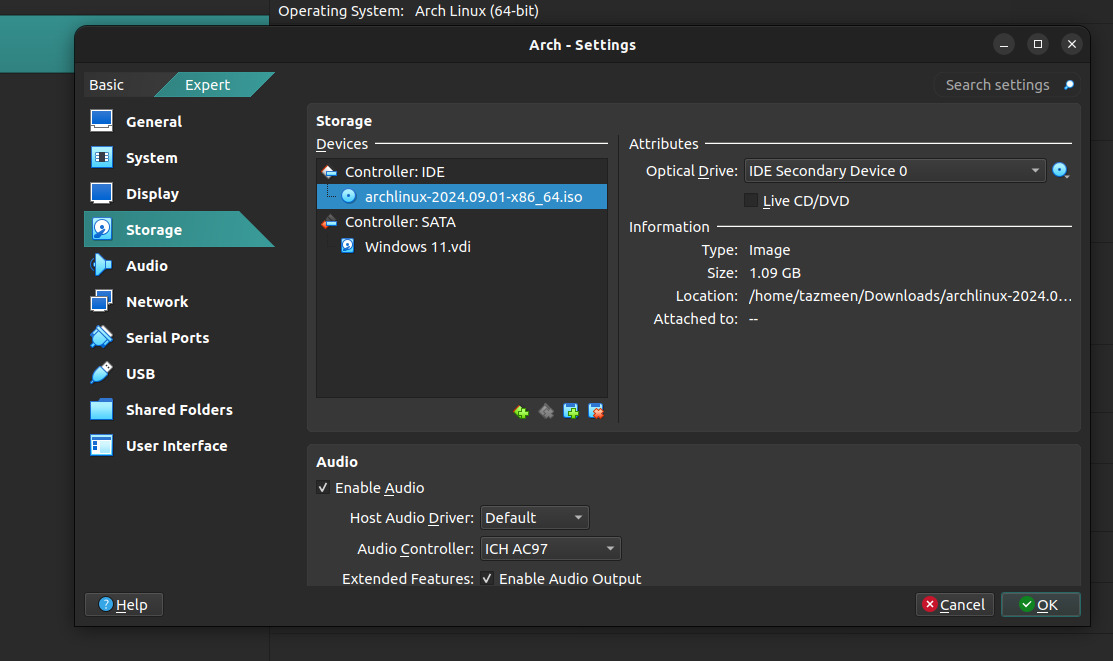 Operating System: Arch Linux (64-bit)
Arch - Settings
Basic
Expert
Search settings
General
System
Display
Storage
Audio
Network
Serial Ports
USB
Shared Folders
User Interface
Storage
Devices
Controller: IDE
archlinux-2024.09.01-x86_64.iso
Controller: SATA
Windows 11.vdi
Attributes
Optical Drive: IDE Secondary Device 0
Live CD/DVD
Information
Type: Image
Size: 1.09 GB
Location: /home/tazmeen/Downloads/archlinux-2024.0...
Attached to: --
Audio
Enable Audio
Host Audio Driver: Default
Audio Controller: ICH AC97
Extended Features: Enable Audio Output
Help
Cancel
OK